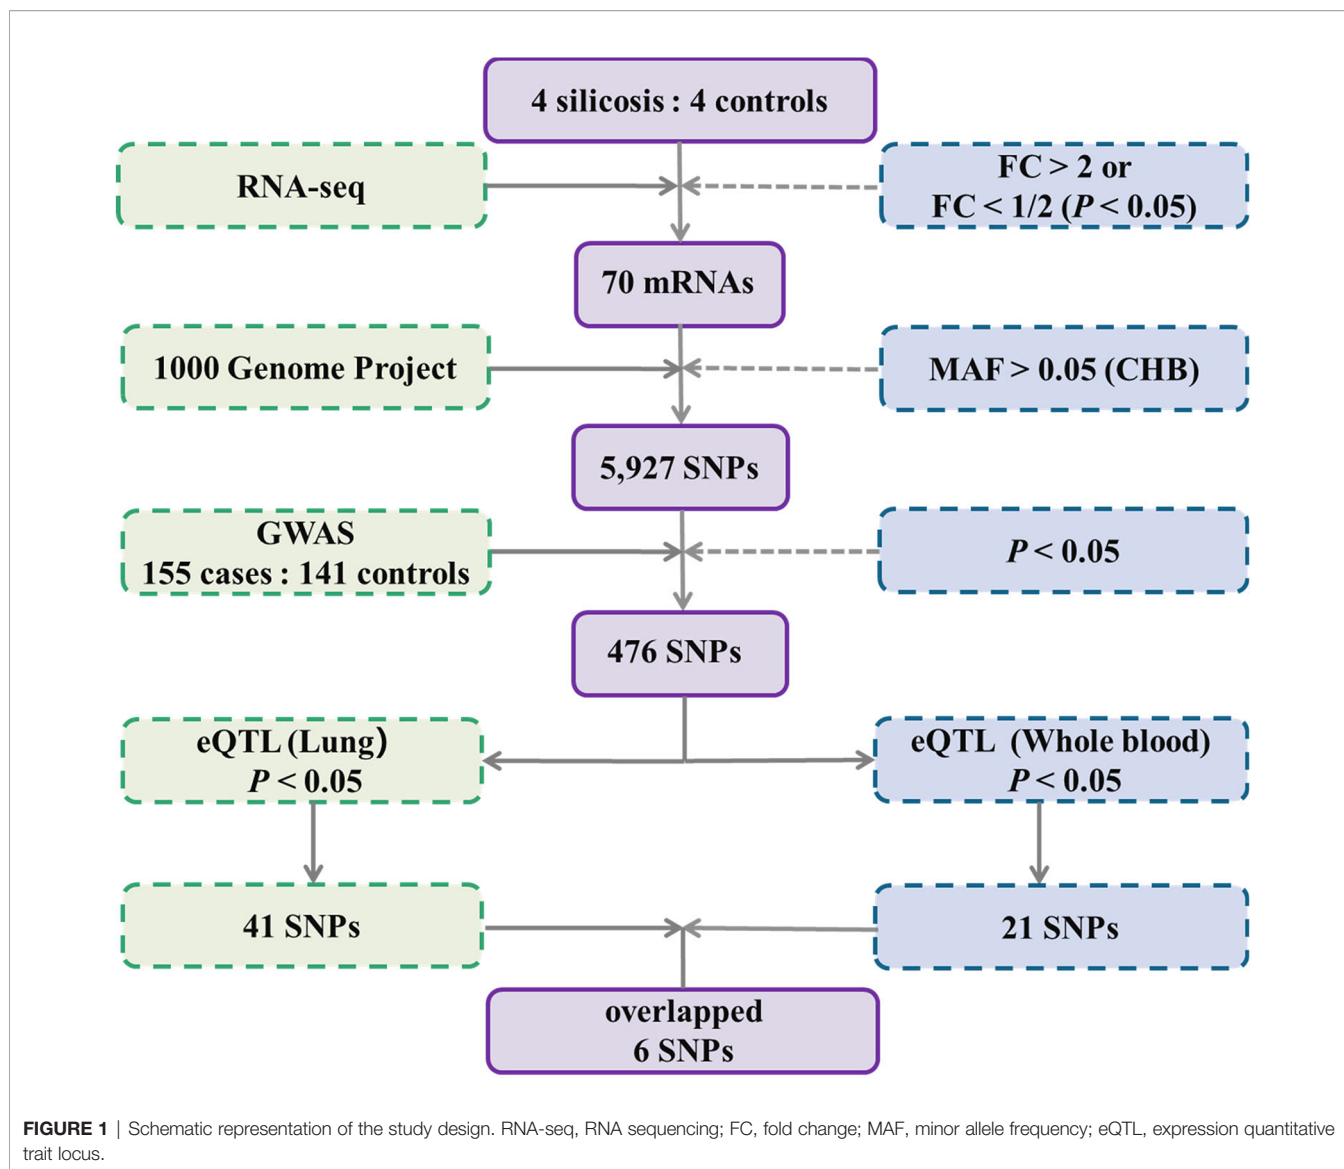 4 silicosis : 4 controls
RNA-seq
FC > 2 or
FC < 1/2 (P < 0.05)
70 mRNAs
1000 Genome Project
MAF > 0.05 (CHB)
5,927 SNPs
GWAS
155 cases : 141 controls
P < 0.05
476 SNPs
eQTL (Lung)
P < 0.05
eQTL (Whole blood)
P < 0.05
41 SNPs
21 SNPs
overlapped
6 SNPs
FIGURE 1 | Schematic representation of the study design. RNA-seq, RNA sequencing; FC, fold change; MAF, minor allele frequency; eQTL, expression quantitative
trait locus.